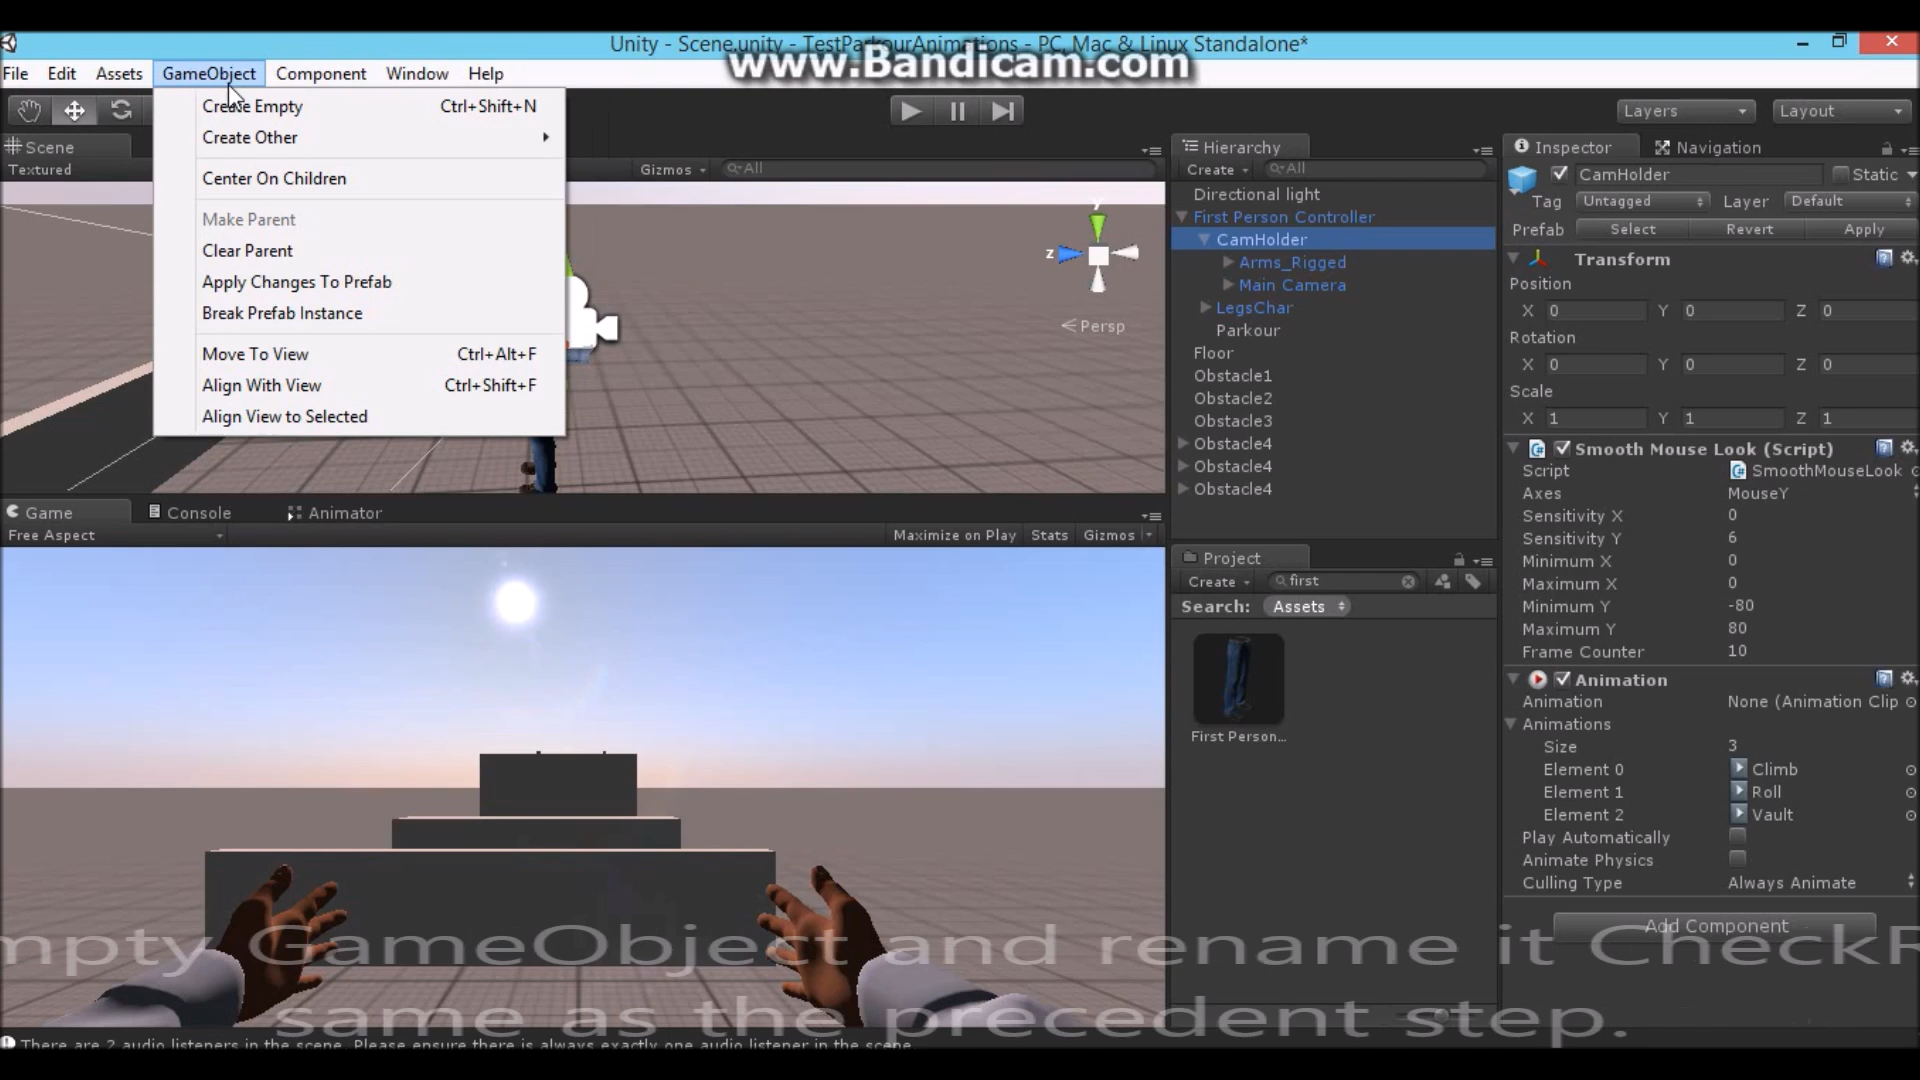 Unity - Scene.unity - TestParkourAnimations - PC, Mac & Linux Standalone*
www.Bandicam.com
File Edit Assets GameObject Component Window Help
Create Empty Ctrl+Shift+N
Create Other
Center On Children
Make Parent
Clear Parent
Apply Changes To Prefab
Break Prefab Instance
Move To View Ctrl+Alt+F
Align With View Ctrl+Shift+F
Align View to Selected
Layers Layout
Scene
Textured
Gizmos All
y
z
Persp
Hierarchy
Create All
Directional light
First Person Controller
CamHolder
Arms_Rigged
Main Camera
LegsChar
Parkour
Floor
Obstacle1
Obstacle2
Obstacle3
Obstacle4
Obstacle4
Obstacle4
Game Console Animator
Free Aspect
Maximize on Play Stats Gizmos
Project
Create first
Search: Assets
First Person...
Inspector Navigation
CamHolder Static
Tag Untagged Layer Default
Prefab Select Revert Apply
Transform
Position
X 0 Y 0 Z 0
Rotation
X 0 Y 0 Z 0
Scale
X 1 Y 1 Z 1
Smooth Mouse Look (Script)
Script SmoothMouseLook
Axes MouseY
Sensitivity X 0
Sensitivity Y 6
Minimum X 0
Maximum X 0
Minimum Y -80
Maximum Y 80
Frame Counter 10
Animation
Animation None (Animation Clip
Animations
Size 3
Element 0 Climb
Element 1 Roll
Element 2 Vault
Play Automatically
Animate Physics
Culling Type Always Animate
Add Component
mpty GameObject and rename it CheckR
same as the precedent step.
There are 2 audio listeners in the scene. Please ensure there is always exactly one audio listener in the scene